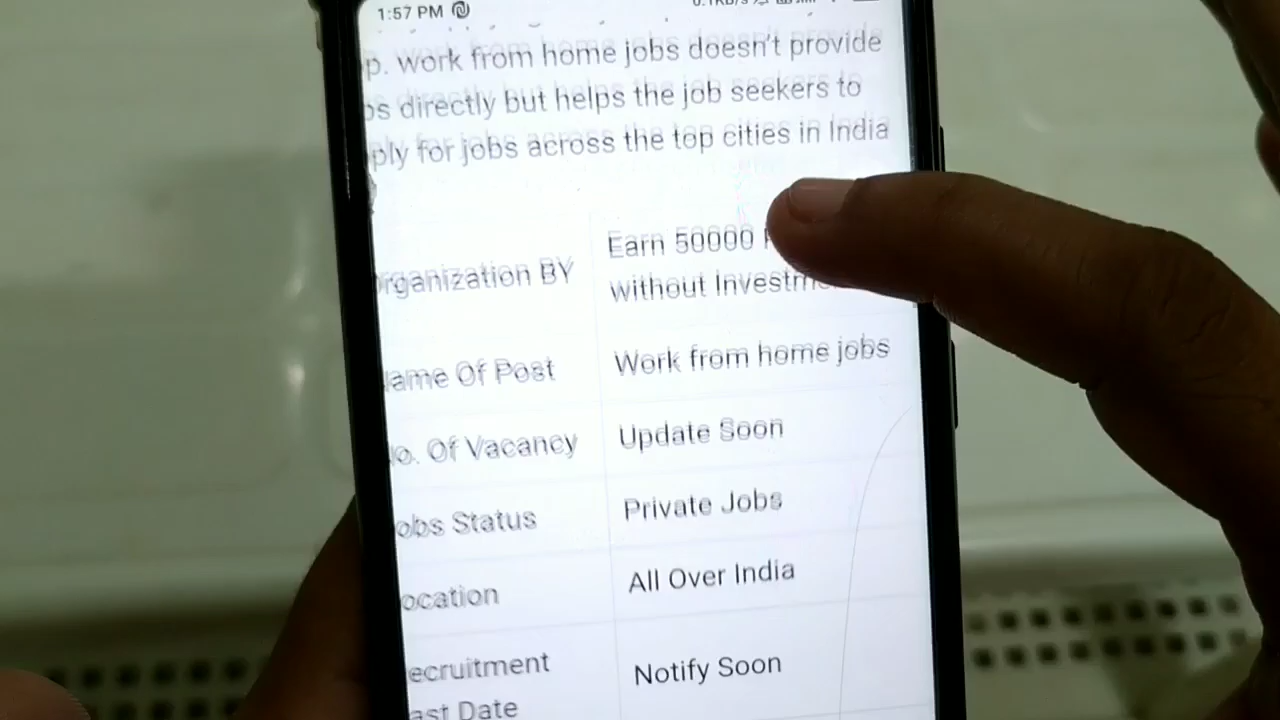 1:57 PM
p. work from home jobs doesn't provide
bs directly but helps the job seekers to
ply for jobs across the top cities in India
rganization BY
Earn 50000
without Investm
ame Of Post
Work from home jobs
o. Of Vacancy
Update Soon
obs Status
Private Jobs
ocation
All Over India
ecruitment
ast Date
Notify Soon